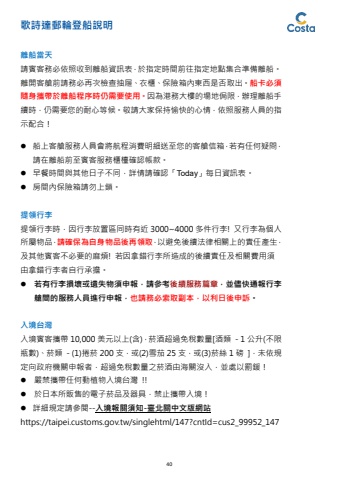 歌詩達郵輪登船說明
Costa
離船當天
請賓客務必依照收到離船資訊表，於指定時間前往指定地點集合準備離船。
離開客艙前請務必再次檢查抽屜、衣櫃、保險箱內東西是否取出。船卡必須
隨身攜帶於離船程序時仍需要使用。因為港務大樓的場地侷限，辦理離船手
續時，仍需要您的耐心等候。敬請大家保持愉快的心情，依照服務人員的指
示配合！
● 船上客艙服務人員會將航程消費明細送至您的客艙信箱，若有任何疑問，
請在離船前至賓客服務櫃檯確認帳款。
● 早餐時間與其他日子不同，詳情請確認「Today」每日資訊表。
● 房間內保險箱請勿上鎖。
提領行李
提領行李時，因行李放置區同時有近 3000~4000 多件行李! 又行李為個人
所屬物品，請確保為自身物品後再領取，以避免後續法律相關上的責任產生，
及其他賓客不必要的麻煩! 若因拿錯行李所造成的後續責任及相關費用須
由拿錯行李者自行承擔。
● 若有行李損壞或遺失物須申報，請參考後續服務篇章，並儘快通報行李
艙間的服務人員進行申報，也請務必索取副本，以利日後申訴。
入境台灣
入境賓客攜帶 10,000 美元以上(含)，菸酒超過免稅數量[酒類 - 1 公升(不限
瓶數)、菸類 - (1)捲菸 200 支，或(2)雪茄 25 支，或(3)菸絲 1 磅 ]，未依規
定向政府機關申報者，超過免稅數量之菸酒由海關沒入，並處以罰鍰！
● 嚴禁攜帶任何動植物入境台灣 !!
● 於日本所販售的電子菸品及器具，禁止攜帶入境！
● 詳細規定請參閱--入境報關須知-臺北關中文版網站
https://taipei.customs.gov.tw/singlehtml/147?cntId=cus2_99952_147
40